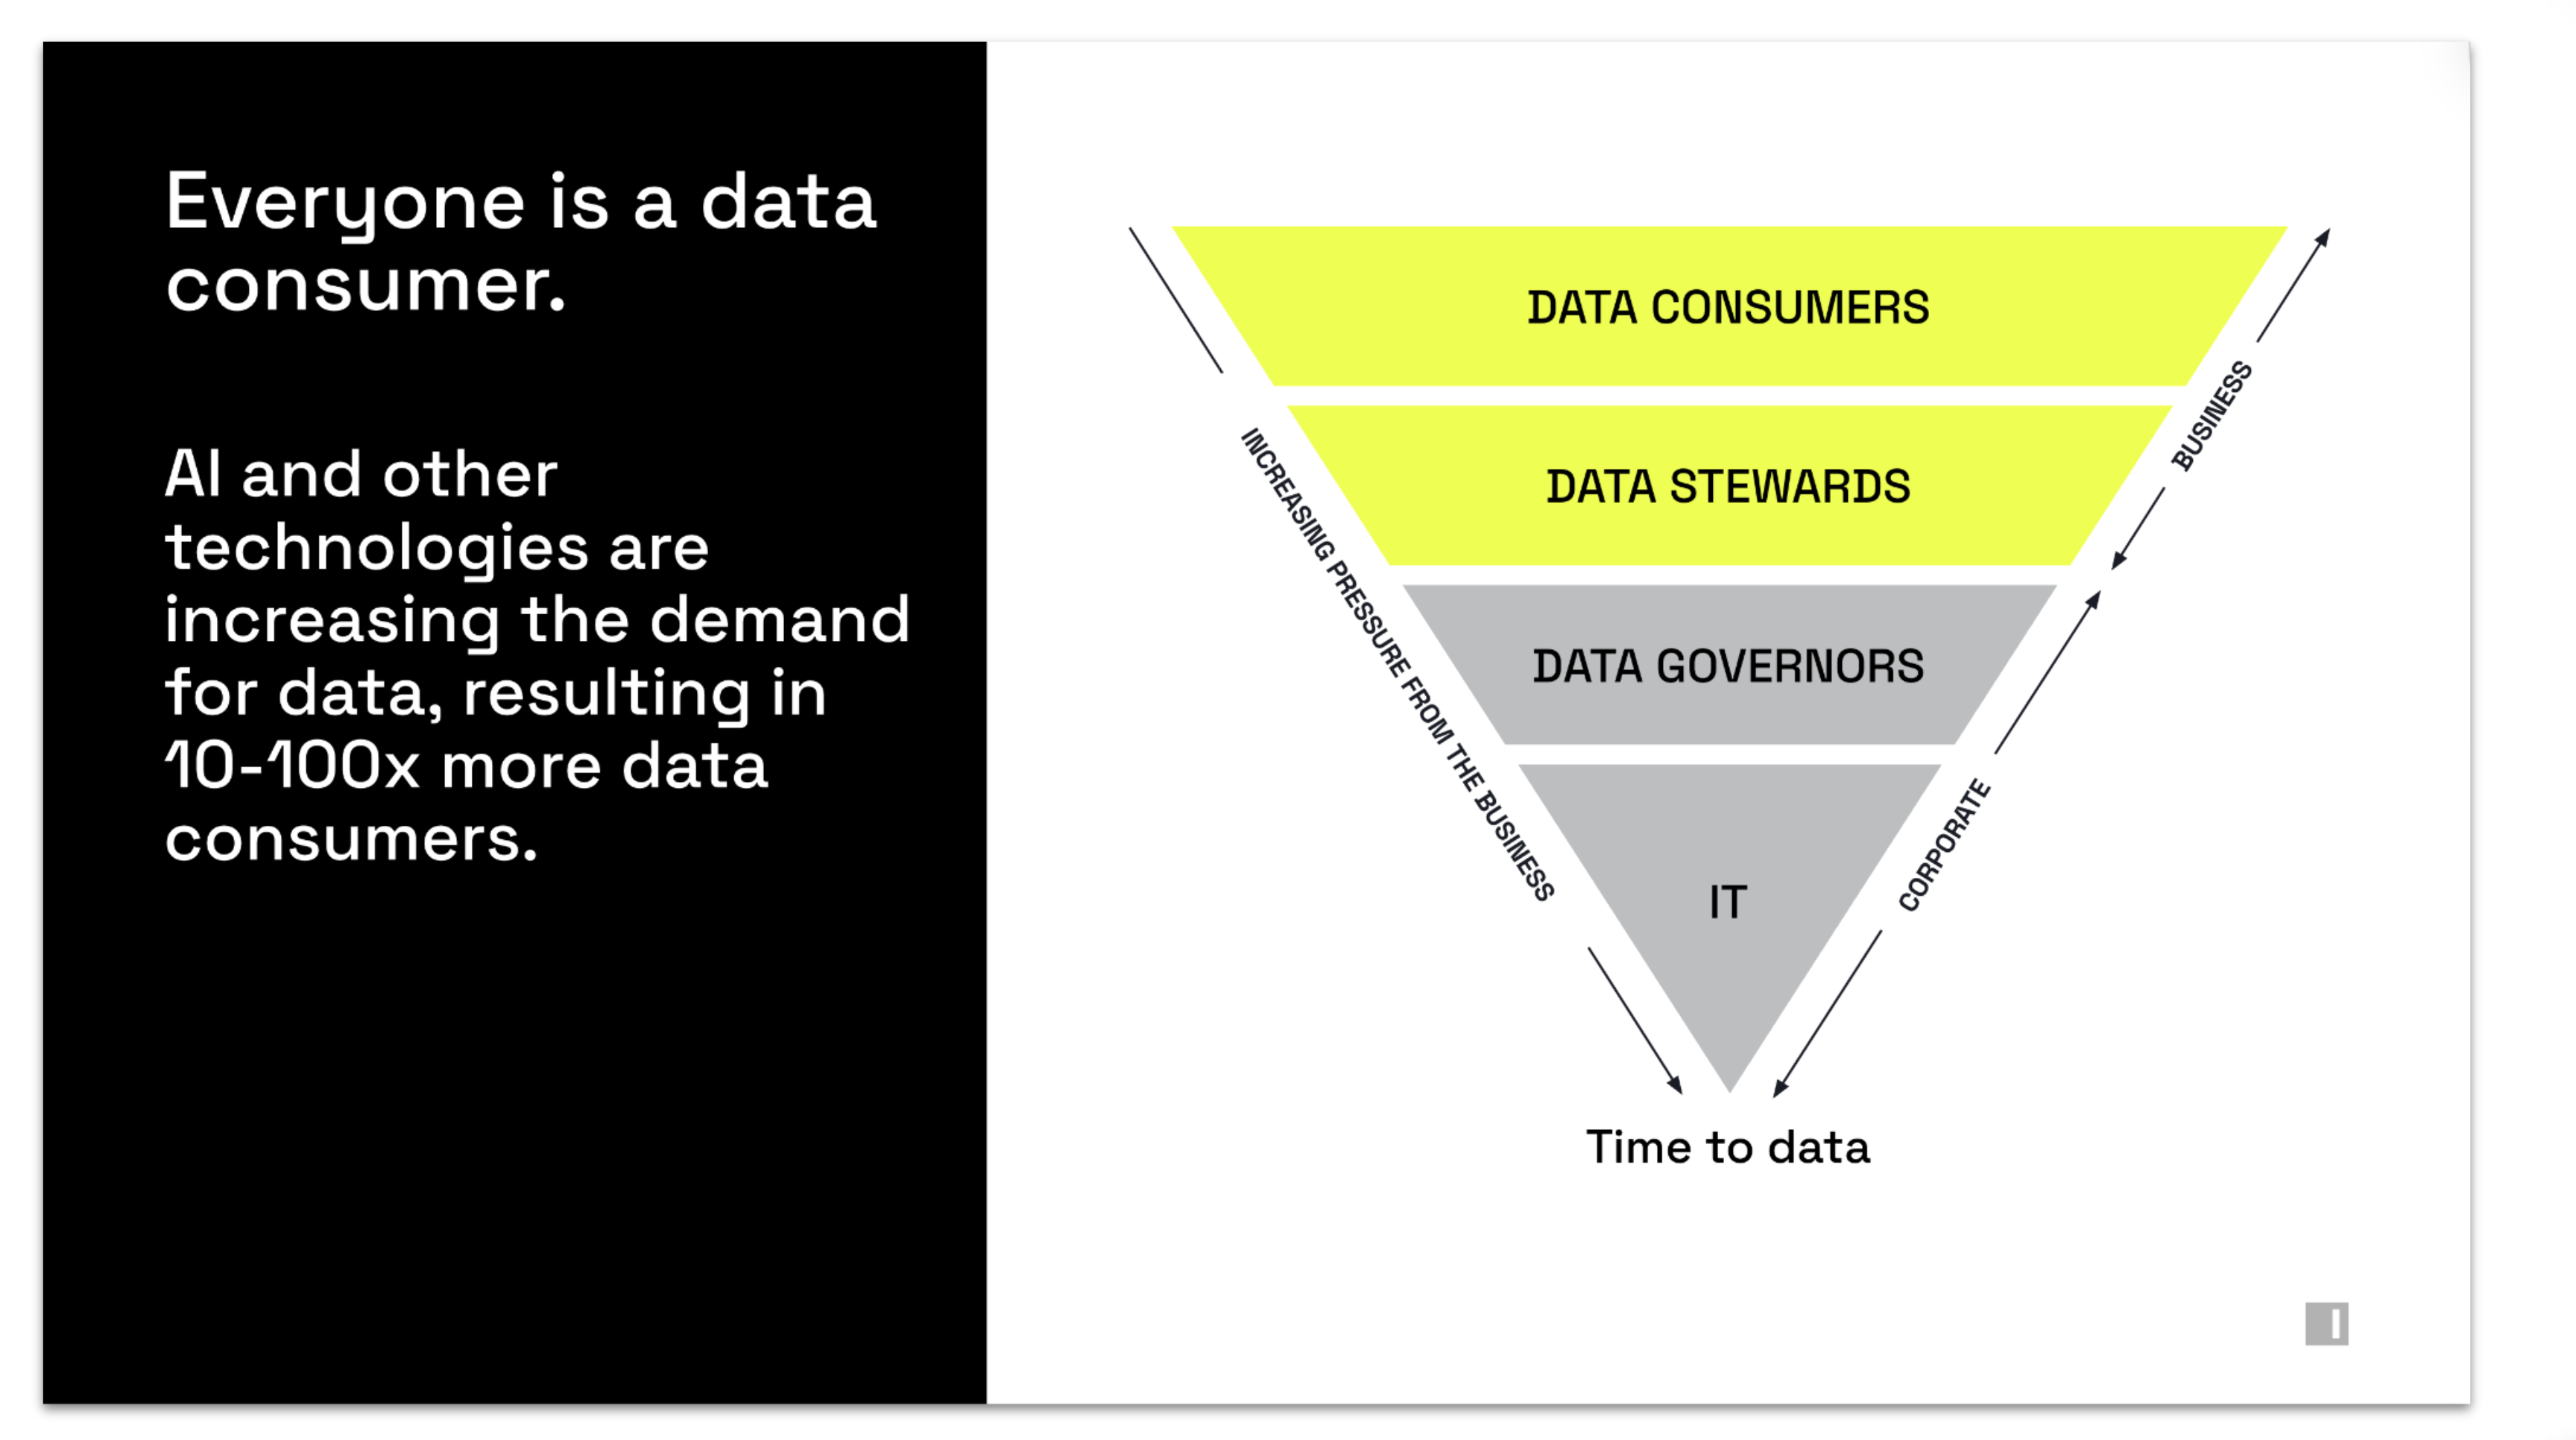 Everyone is a data
consumer.
AI and other
technologies are
increasing the demand
for data, resulting in
10-100x more data
consumers.
DATA CONSUMERS
DATA STEWARDS
DATA GOVERNORS
IT
INCREASING PRESSURE FROM THE BUSINESS
BUSINESS
CORPORATE
Time to data